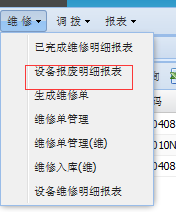 维修 调拨 报表
已完成维修明细报表
设备报废明细报表
生成维修单
维修单管理
维修单管理(维)
维修入库(维)
设备维修明细报表
码
0408
010N
0408